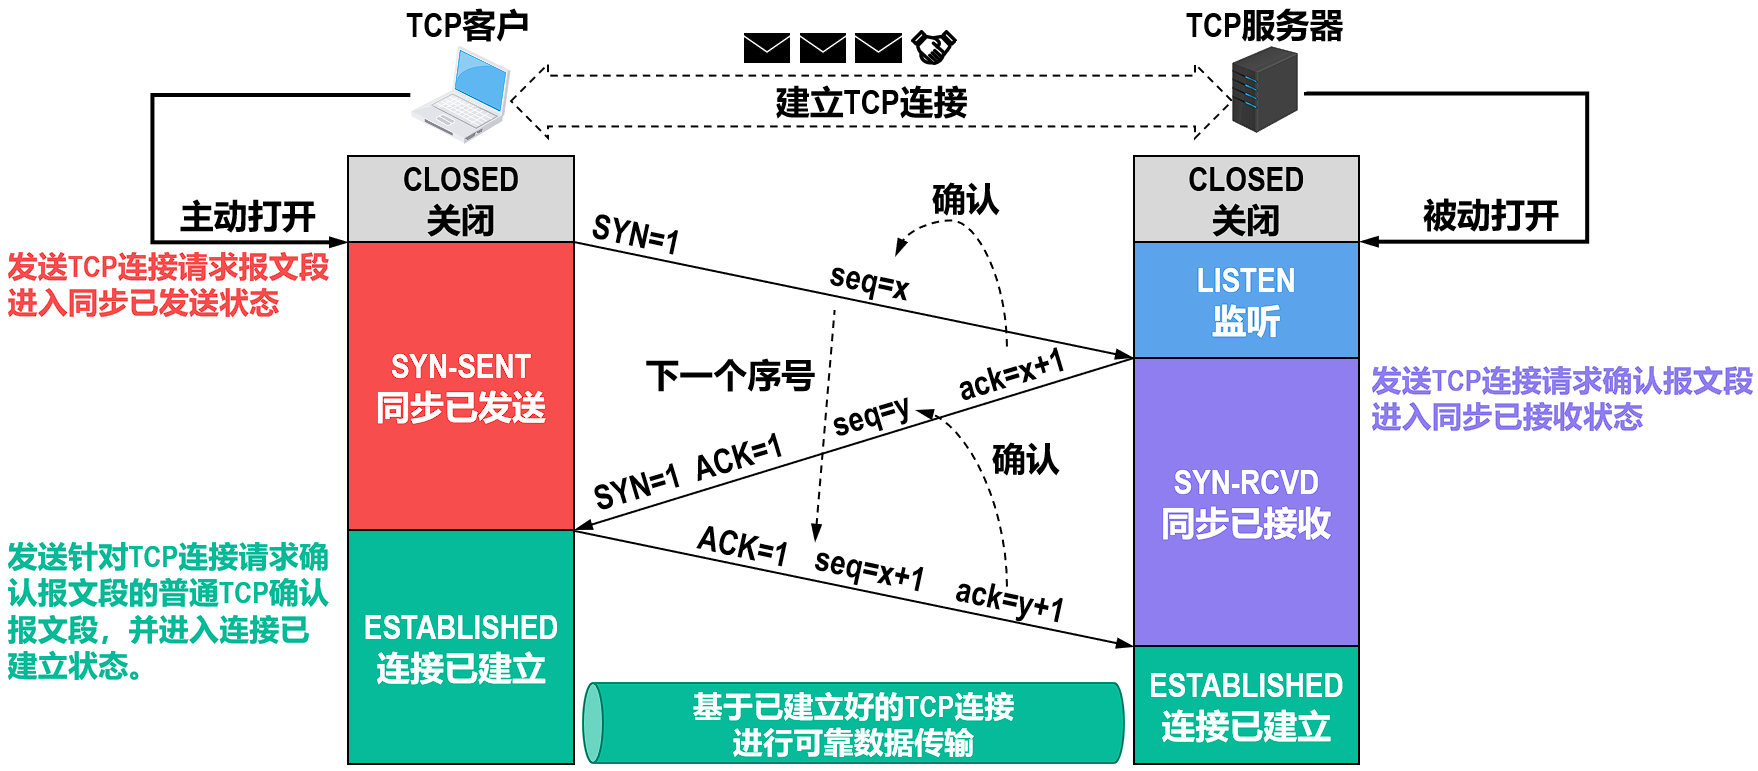 TCP客户
TCP服务器
建立TCP连接
CLOSED
关闭
CLOSED
关闭
主动打开
被动打开
发送TCP连接请求报文段
进入同步已发送状态
SYN=1
seq=x
确认
LISTEN
监听
SYN-SENT
同步已发送
下一个序号
ack=x+1
seq=y
SYN=1 ACK=1
确认
发送TCP连接请求确认报文段
进入同步已接收状态
SYN-RCVD
同步已接收
发送针对TCP连接请求确
认报文段的普通TCP确认
报文段，并进入连接已
建立状态。
ACK=1
seq=x+1
ack=y+1
ESTABLISHED
连接已建立
ESTABLISHED
连接已建立
基于已建立好的TCP连接
进行可靠数据传输